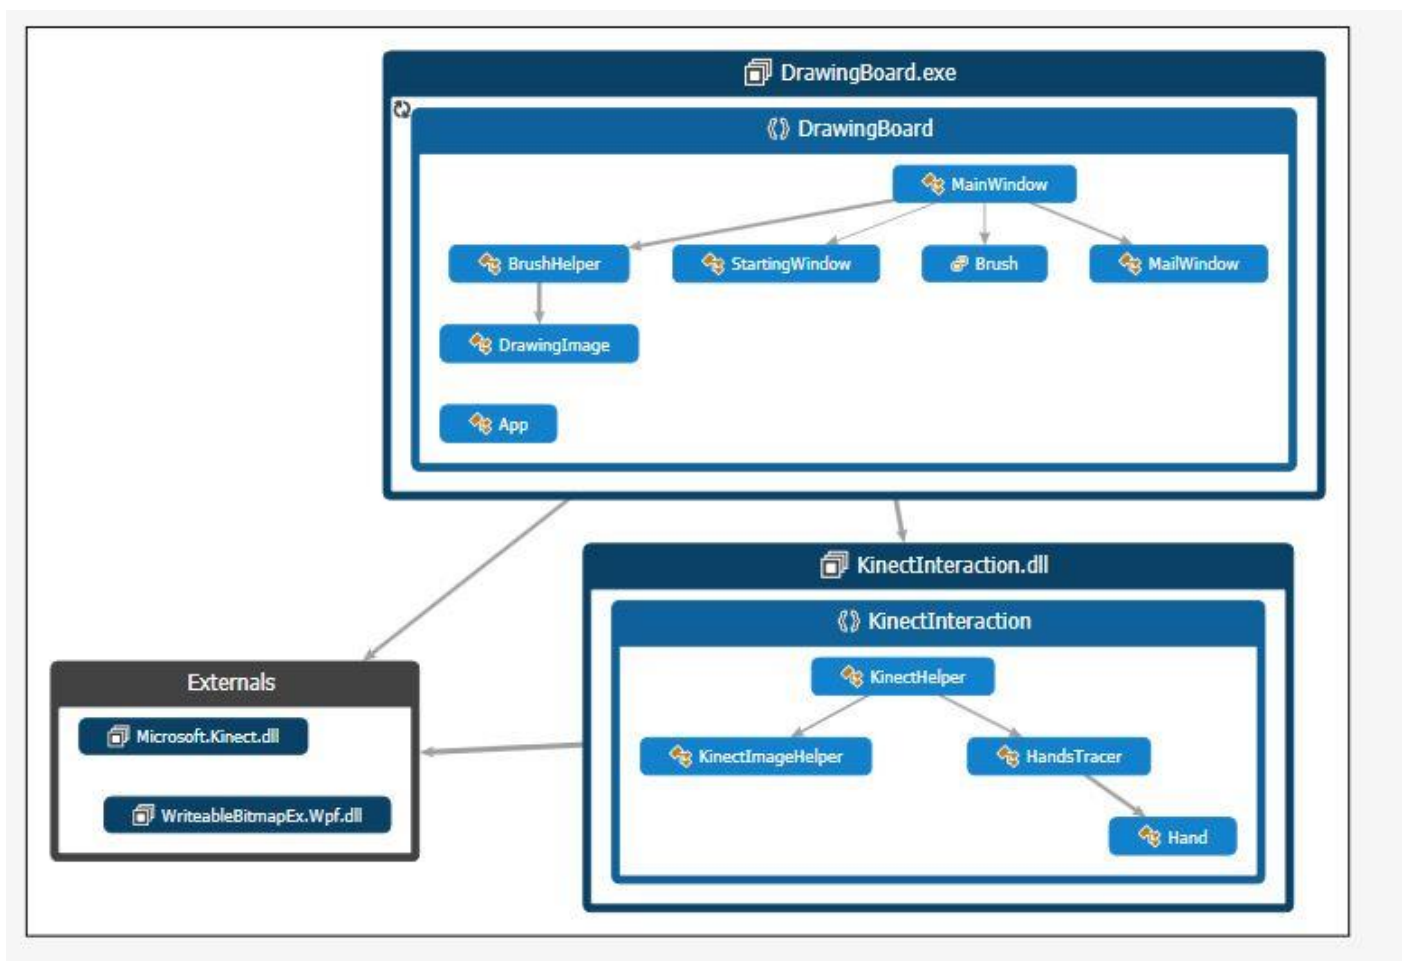 DrawingBoard.exe
DrawingBoard
MainWindow
BrushHelper
StartingWindow
Brush
MailWindow
DrawingImage
App
KinectInteraction.dll
KinectInteraction
KinectHelper
KinectImageHelper
HandsTracer
Hand
Externals
Microsoft.Kinect.dll
WriteableBitmapEx.Wpf.dll